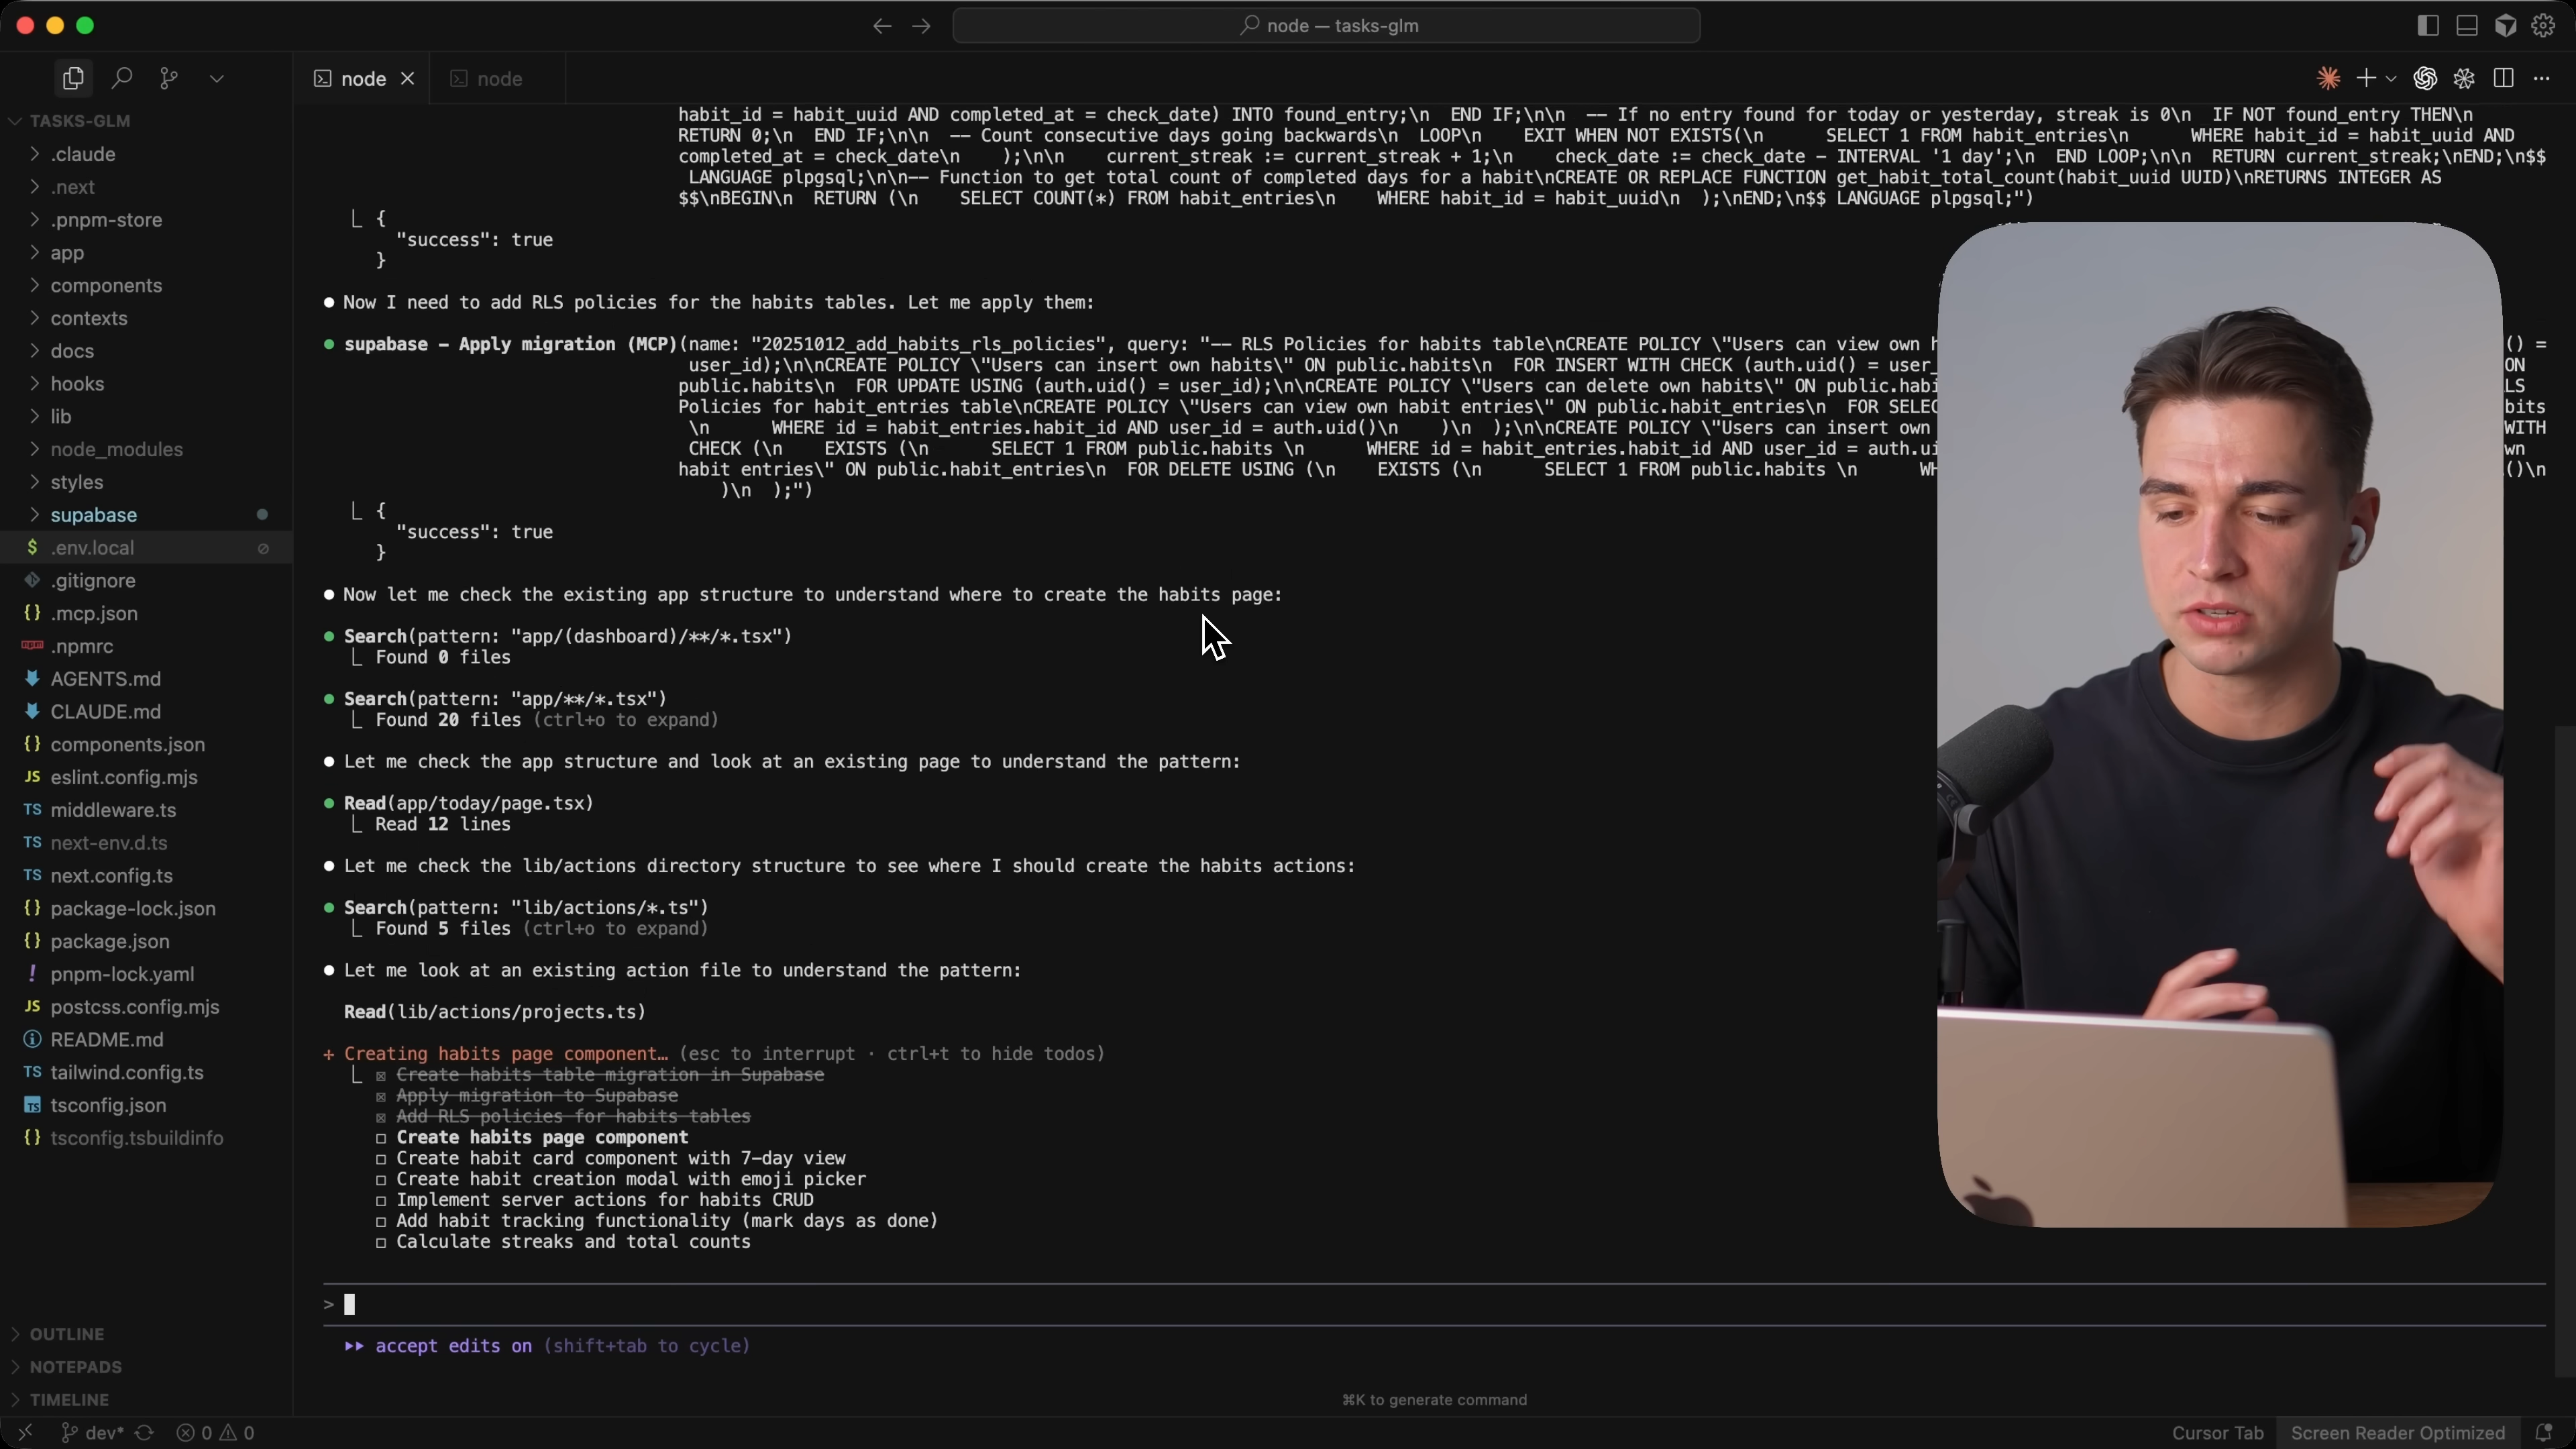 node — tasks-glm
TASKS-GLM
.claude
.next
.pnpm-store
app
components
contexts
docs
hooks
lib
node_modules
styles
supabase
$ .env.local
.gitignore
{} .mcp.json
.npmrc
AGENTS.md
CLAUDE.md
{} components.json
JS eslint.config.mjs
TS middleware.ts
TS next-env.d.ts
TS next.config.ts
{} package-lock.json
{} package.json
! pnpm-lock.yaml
JS postcss.config.mjs
README.md
TS tailwind.config.ts
TS tsconfig.json
{} tsconfig.tsbuildinfo
OUTLINE
NOTEPADS
TIMELINE
node
node
habit_id = habit_uuid AND completed_at = check_date) INTO found_entry;\n  END IF;\n\n  -- If no entry found for today or yesterday, streak is 0\n  IF NOT found_entry THEN\n
RETURN 0;\n  END IF;\n\n  -- Count consecutive days going backwards\n  LOOP\n    EXIT WHEN NOT EXISTS(\n      SELECT 1 FROM habit_entries\n      WHERE habit_id = habit_uuid AND
completed_at = check_date\n    );\n\n    current_streak := current_streak + 1;\n    check_date := check_date - INTERVAL '1 day';\n  END LOOP;\n\n  RETURN current_streak;\nEND;\n$$
LANGUAGE plpgsql;\n\n-- Function to get total count of completed days for a habit\nCREATE OR REPLACE FUNCTION get_habit_total_count(habit_uuid UUID)\nRETURNS INTEGER AS
$$\nBEGIN\n  RETURN (\n    SELECT COUNT(*) FROM habit_entries\n    WHERE habit_id = habit_uuid\n  );\nEND;\n$$ LANGUAGE plpgsql;")
{
"success": true
}
Now I need to add RLS policies for the habits tables. Let me apply them:
supabase - Apply migration (MCP)(name: "20251012_add_habits_rls_policies", query: "-- RLS Policies for habits table\nCREATE POLICY \"Users can view own h () =
user_id);\n\nCREATE POLICY \"Users can insert own habits\" ON public.habits\n  FOR INSERT WITH CHECK (auth.uid() = user_ ON
public.habits\n  FOR UPDATE USING (auth.uid() = user_id);\n\nCREATE POLICY \"Users can delete own habits\" ON public.habi LS
Policies for habit_entries table\nCREATE POLICY \"Users can view own habit entries\" ON public.habit_entries\n  FOR SELEC bits
\n      WHERE id = habit_entries.habit_id AND user_id = auth.uid()\n    )\n  );\n\nCREATE POLICY \"Users can insert own WITH
CHECK (\n    EXISTS (\n      SELECT 1 FROM public.habits \n      WHERE id = habit_entries.habit_id AND user_id = auth.ui wn
habit entries\" ON public.habit_entries\n  FOR DELETE USING (\n    EXISTS (\n      SELECT 1 FROM public.habits \n      WH ()\n
)\n  );")
{
"success": true
}
Now let me check the existing app structure to understand where to create the habits page:
Search(pattern: "app/(dashboard)/**/*.tsx")
Found 0 files
Search(pattern: "app/**/*.tsx")
Found 20 files (ctrl+o to expand)
Let me check the app structure and look at an existing page to understand the pattern:
Read(app/today/page.tsx)
Read 12 lines
Let me check the lib/actions directory structure to see where I should create the habits actions:
Search(pattern: "lib/actions/*.ts")
Found 5 files (ctrl+o to expand)
Let me look at an existing action file to understand the pattern:
Read(lib/actions/projects.ts)
+ Creating habits page component… (esc to interrupt · ctrl+t to hide todos)
☒ Create habits table migration in Supabase
☒ Apply migration to Supabase
☒ Add RLS policies for habits tables
☐ Create habits page component
☐ Create habit card component with 7-day view
☐ Create habit creation modal with emoji picker
☐ Implement server actions for habits CRUD
☐ Add habit tracking functionality (mark days as done)
☐ Calculate streaks and total counts
>
accept edits on (shift+tab to cycle)
⌘K to generate command
dev* 0 0 Cursor Tab Screen Reader Optimized